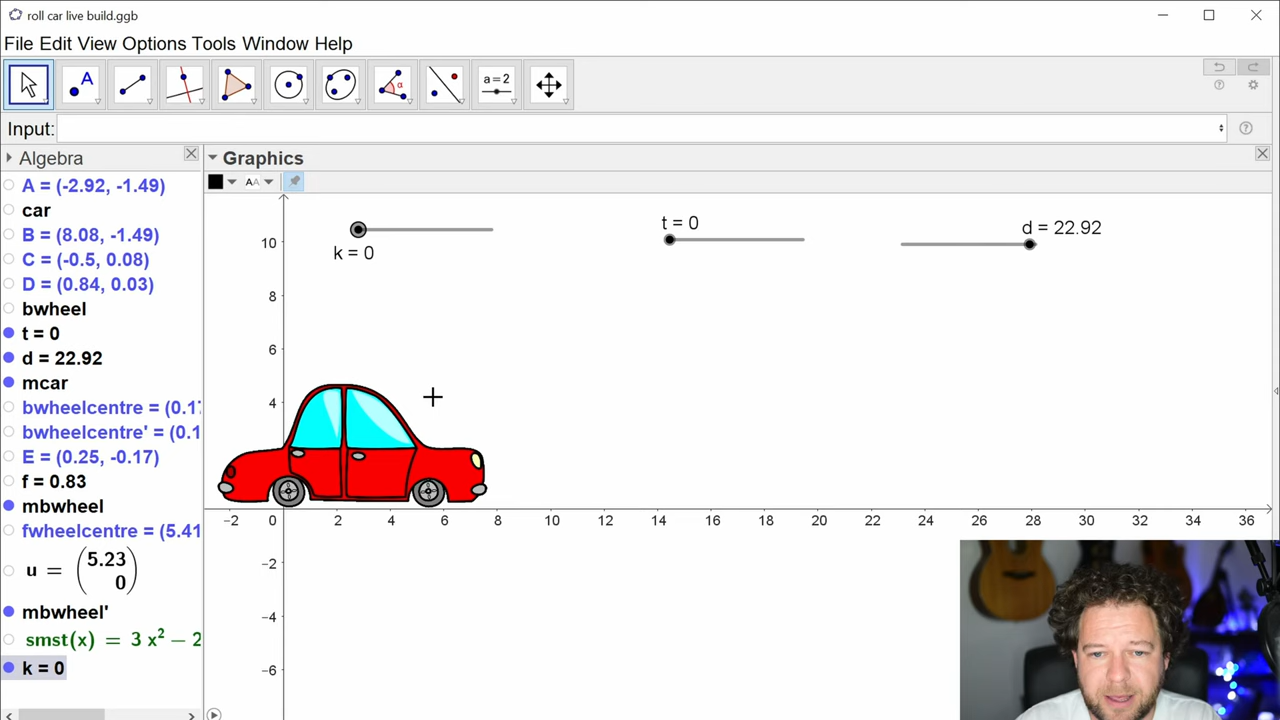 roll car live build.ggb
File Edit View Options Tools Window Help
A
α
a=2
Input:
Algebra
Graphics
AA
A = (-2.92, -1.49)
car
B = (8.08, -1.49)
C = (-0.5, 0.08)
D = (0.84, 0.03)
bwheel
t = 0
d = 22.92
mcar
bwheelcentre = (0.17
bwheelcentre' = (0.1
E = (0.25, -0.17)
f = 0.83
mbwheel
fwheelcentre = (5.41
u = (5.23
0)
mbwheel'
smst(x) = 3 x² − 2
k = 0
k = 0
t = 0
d = 22.92
10
8
6
4
−2 0 2 4 6 8 10 12 14 16 18 20 22 24 26 28 30 32 34 36
−2
−4
−6